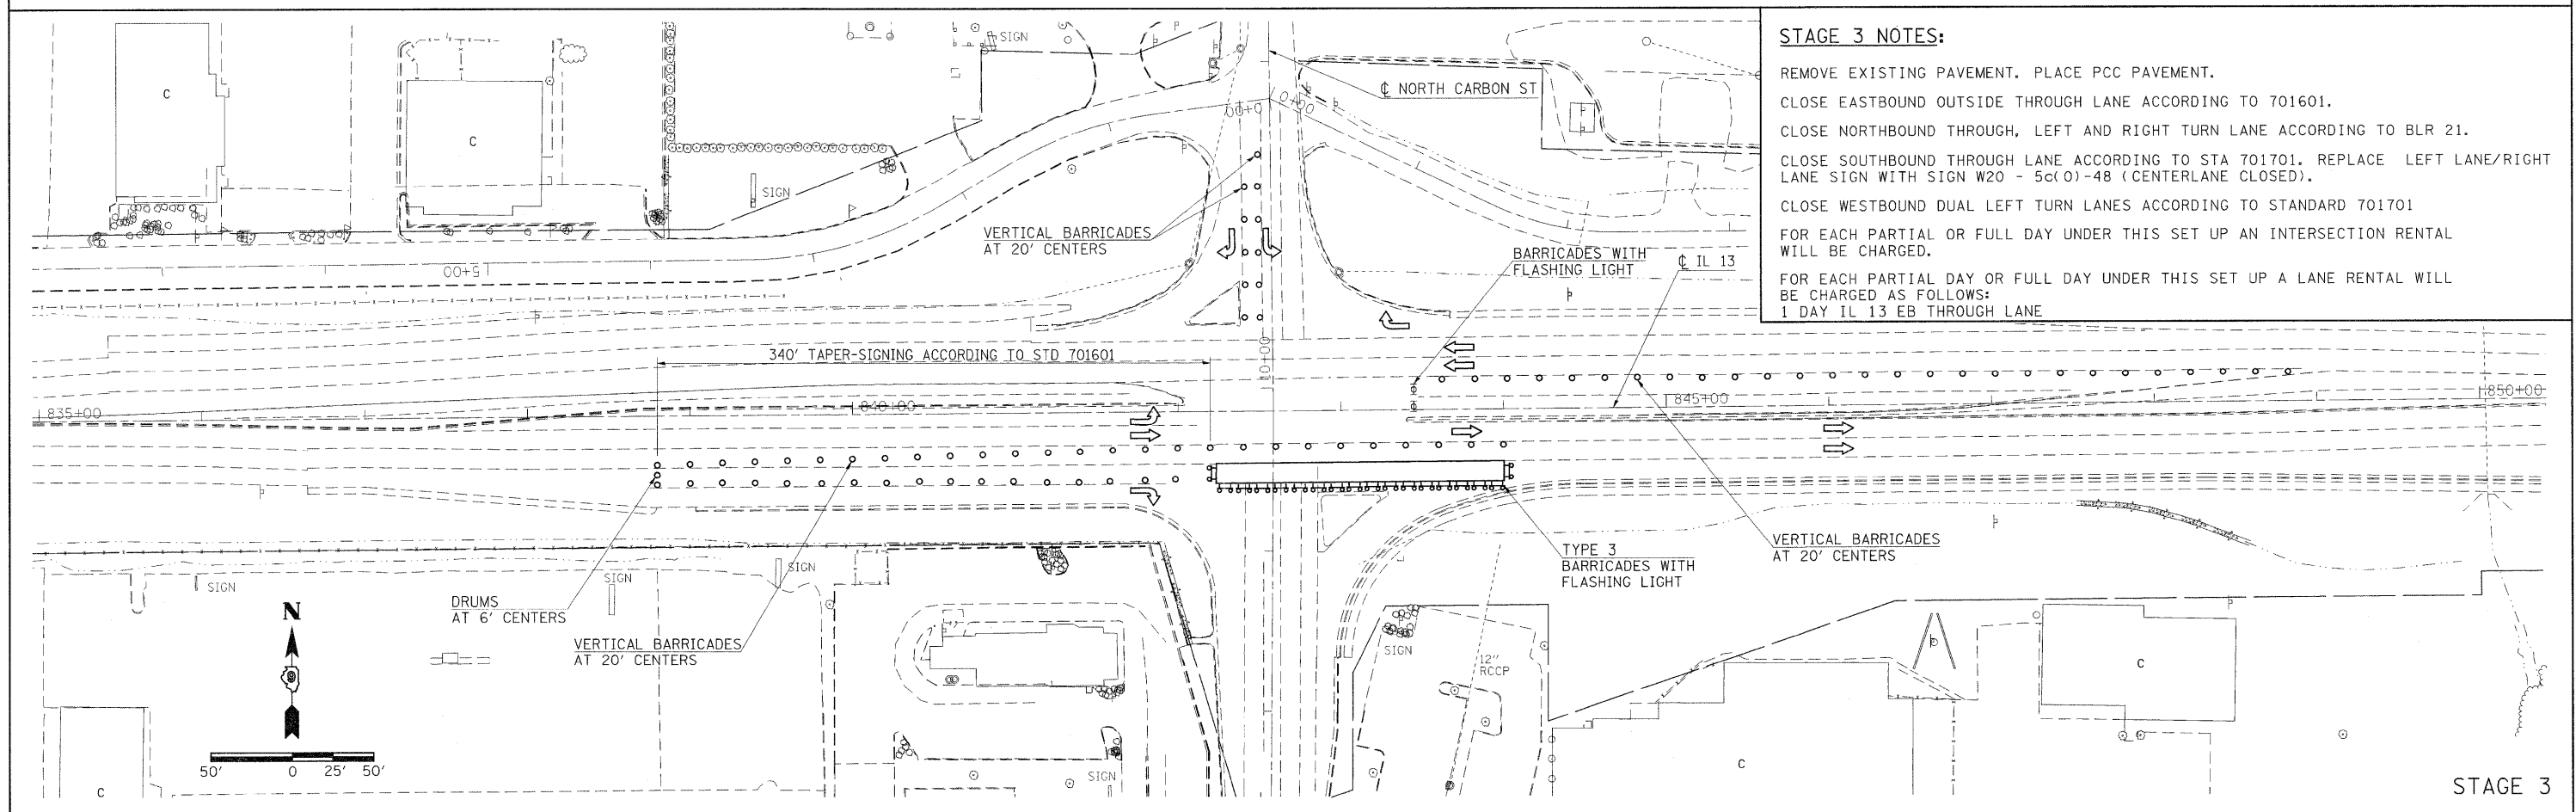 STAGE 3 NOTES:
REMOVE EXISTING PAVEMENT. PLACE PCC PAVEMENT.
CLOSE EASTBOUND OUTSIDE THROUGH LANE ACCORDING TO 701601.
CLOSE NORTHBOUND THROUGH, LEFT AND RIGHT TURN LANE ACCORDING TO BLR 21.
CLOSE SOUTHBOUND THROUGH LANE ACCORDING TO STA 701701. REPLACE LEFT LANE/RIGHT
LANE SIGN WITH SIGN W20 - 5c(O)-48 (CENTERLANE CLOSED).
CLOSE WESTBOUND DUAL LEFT TURN LANES ACCORDING TO STANDARD 701701
FOR EACH PARTIAL OR FULL DAY UNDER THIS SET UP AN INTERSECTION RENTAL
WILL BE CHARGED.
FOR EACH PARTIAL DAY OR FULL DAY UNDER THIS SET UP A LANE RENTAL WILL
BE CHARGED AS FOLLOWS:
1 DAY IL 13 EB THROUGH LANE
SIGN
C
C
℄ NORTH CARBON ST
0+00
0+00
SIGN
VERTICAL BARRICADES
AT 20' CENTERS
5+00
BARRICADES WITH
FLASHING LIGHT
℄ IL 13
340' TAPER-SIGNING ACCORDING TO STD 701601
10+00
835+00
840+00
845+00
850+00
VERTICAL BARRICADES
AT 20' CENTERS
TYPE 3
BARRICADES WITH
FLASHING LIGHT
SIGN
SIGN
SIGN
DRUMS
AT 6' CENTERS
VERTICAL BARRICADES
AT 20' CENTERS
N
SIGN
12"
RCCP
C
C
50' 0 25' 50'
C
SIGN
STAGE 3